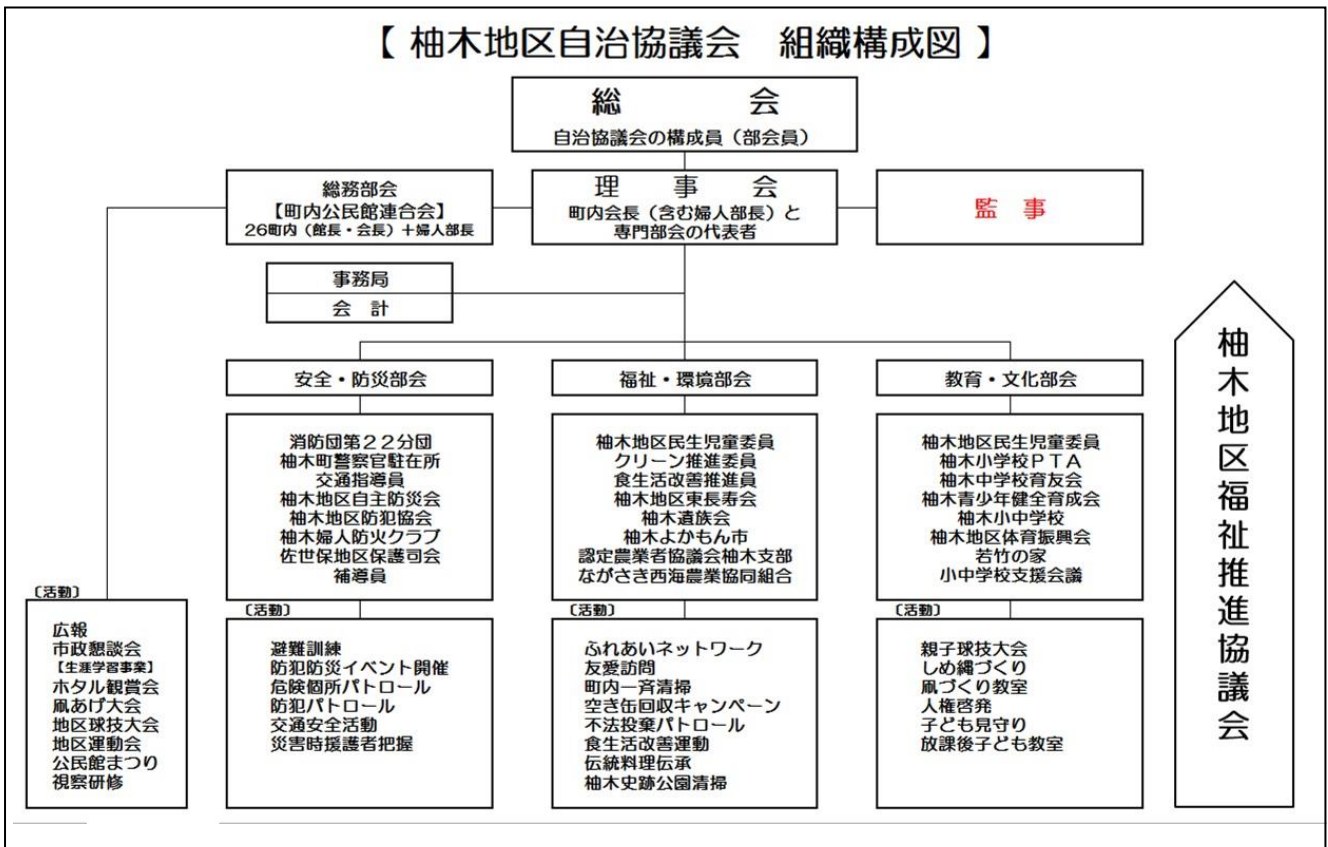 【 柚木地区自治協議会　組織構成図 】
総　会
自治協議会の構成員（部会員）
総務部会
【町内公民館連合会】
26町内（館長・会長）＋婦人部長
理　事　会
町内会長（含む婦人部長）と
専門部会の代表者
監　事
事務局
会　計
安全・防災部会
消防団第２２分団
柚木町警察官駐在所
交通指導員
柚木地区自主防災会
柚木地区防犯協会
柚木婦人防火クラブ
佐世保地区保護司会
補導員
福祉・環境部会
柚木地区民生児童委員
クリーン推進委員
食生活改善推進員
柚木地区東長寿会
柚木遺族会
柚木よかもん市
認定農業者協議会柚木支部
ながさき西海農業協同組合
教育・文化部会
柚木地区民生児童委員
柚木小学校ＰＴＡ
柚木中学校育友会
柚木青少年健全育成会
柚木小中学校
柚木地区体育振興会
若竹の家
小中学校支援会議
〔活動〕
広報
市政懇談会
【生涯学習事業】
ホタル観賞会
凧あげ大会
地区球技大会
地区運動会
公民館まつり
視察研修
〔活動〕
避難訓練
防犯防災イベント開催
危険個所パトロール
防犯パトロール
交通安全活動
災害時援護者把握
〔活動〕
ふれあいネットワーク
友愛訪問
町内一斉清掃
空き缶回収キャンペーン
不法投棄パトロール
食生活改善運動
伝統料理伝承
柚木史跡公園清掃
〔活動〕
親子球技大会
しめ縄づくり
凧づくり教室
人権啓発
子ども見守り
放課後子ども教室
柚木地区福祉推進協議会